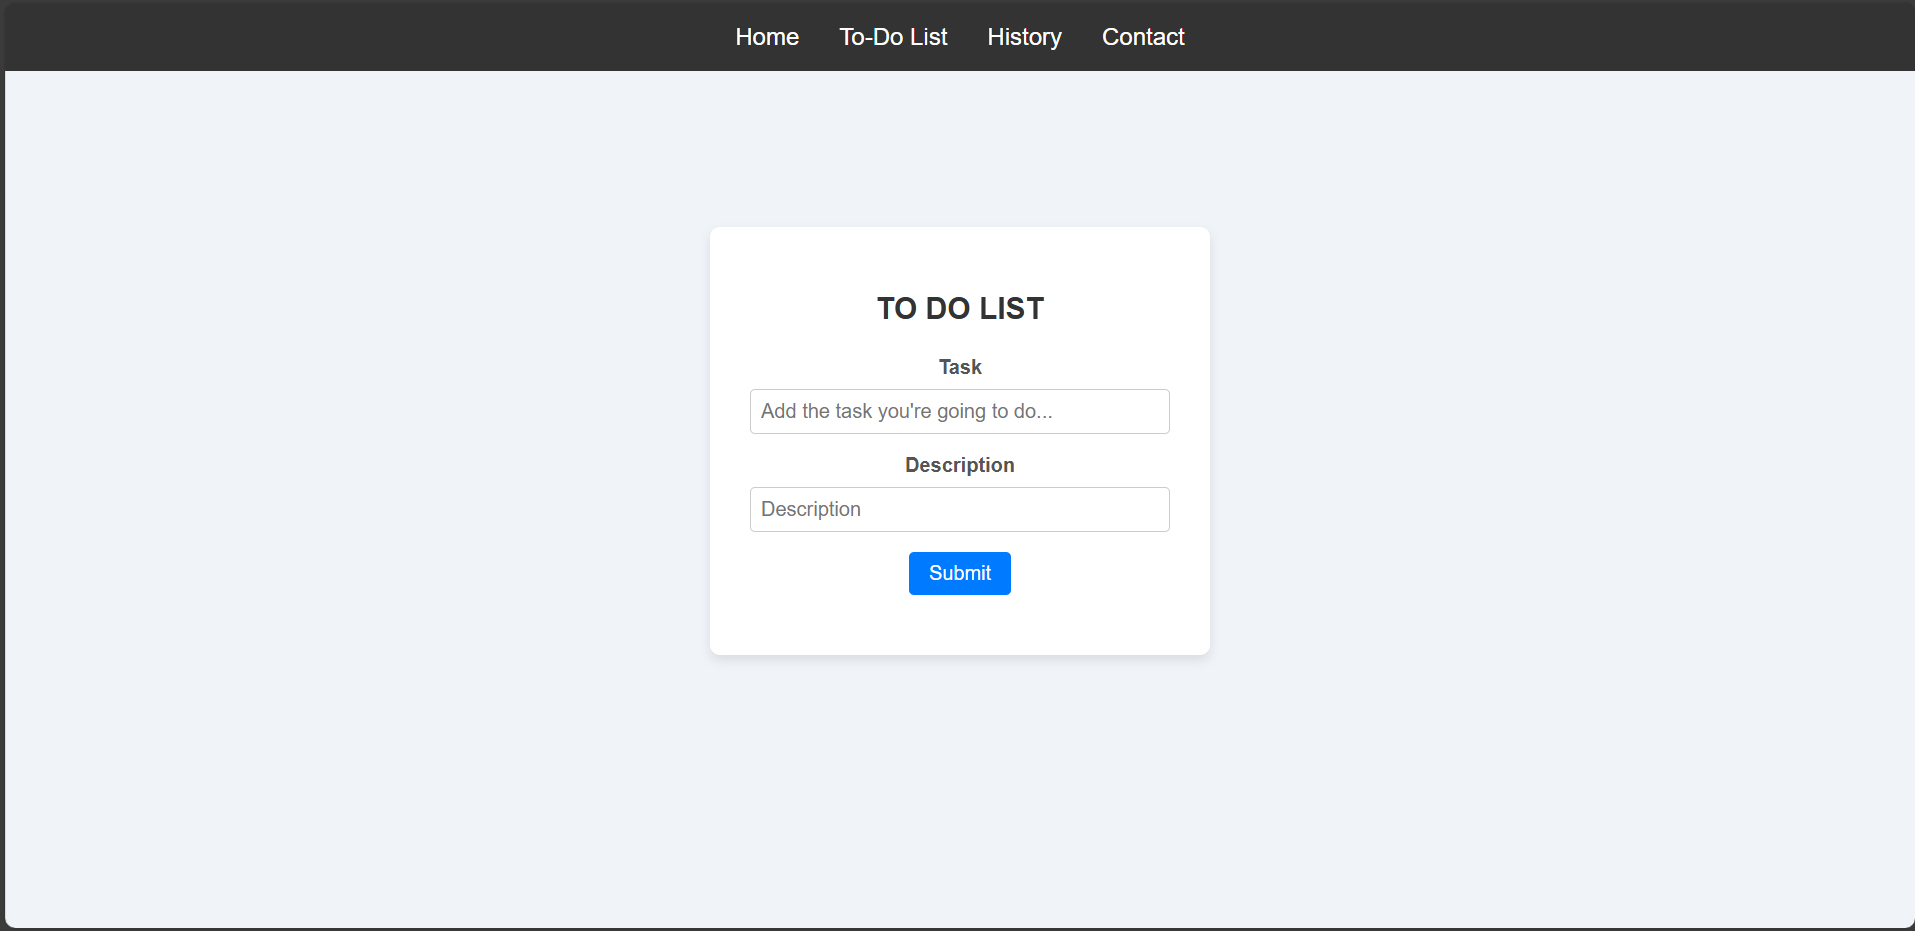 Home To-Do List History Contact
TO DO LIST
Task
Add the task you're going to do...
Description
Description
Submit